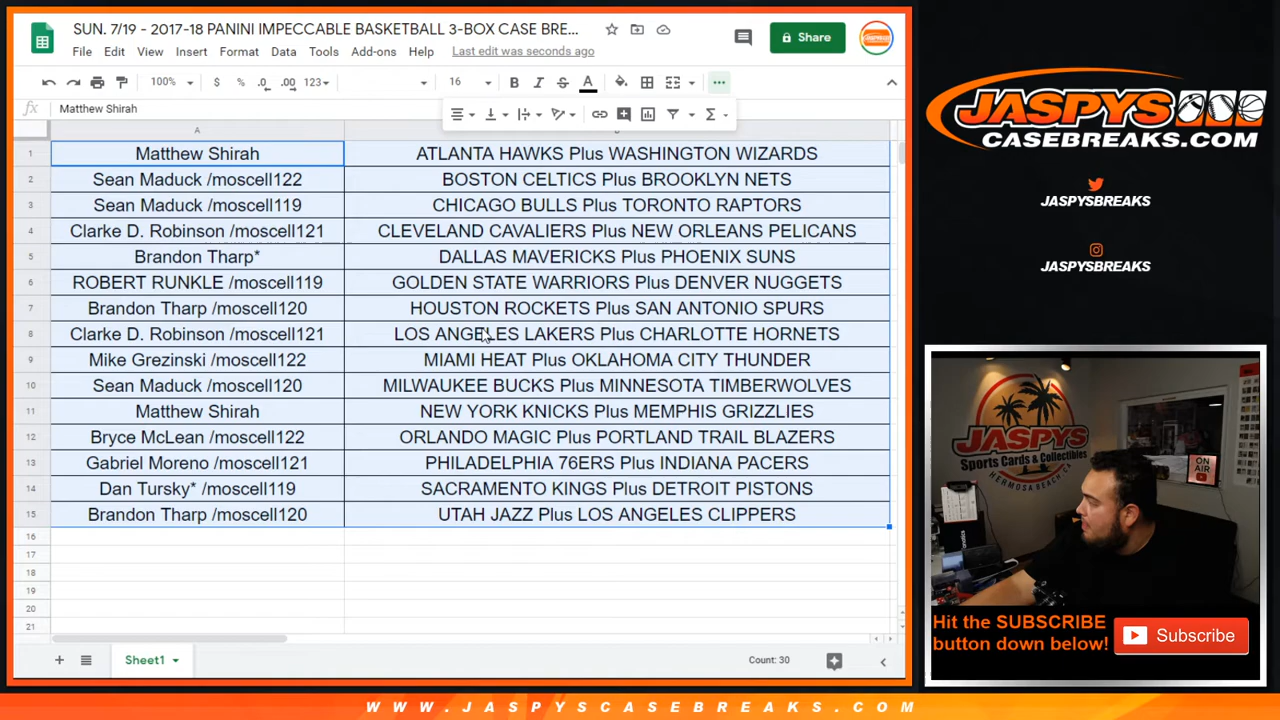 SUN. 7/19 - 2017-18 PANINI IMPECCABLE BASKETBALL 3-BOX CASE BRE...
Share
File Edit View Insert Format Data Tools Add-ons Help Last edit was seconds ago
100% $ % .0 .00 123 16 B I S A
fx Matthew Shirah
A
1 Matthew Shirah ATLANTA HAWKS Plus WASHINGTON WIZARDS
2 Sean Maduck /moscell122 BOSTON CELTICS Plus BROOKLYN NETS
3 Sean Maduck /moscell119 CHICAGO BULLS Plus TORONTO RAPTORS
4 Clarke D. Robinson /moscell121 CLEVELAND CAVALIERS Plus NEW ORLEANS PELICANS
5 Brandon Tharp* DALLAS MAVERICKS Plus PHOENIX SUNS
6 ROBERT RUNKLE /moscell119 GOLDEN STATE WARRIORS Plus DENVER NUGGETS
7 Brandon Tharp /moscell120 HOUSTON ROCKETS Plus SAN ANTONIO SPURS
8 Clarke D. Robinson /moscell121 LOS ANGELES LAKERS Plus CHARLOTTE HORNETS
9 Mike Grezinski /moscell122 MIAMI HEAT Plus OKLAHOMA CITY THUNDER
10 Sean Maduck /moscell120 MILWAUKEE BUCKS Plus MINNESOTA TIMBERWOLVES
11 Matthew Shirah NEW YORK KNICKS Plus MEMPHIS GRIZZLIES
12 Bryce McLean /moscell122 ORLANDO MAGIC Plus PORTLAND TRAIL BLAZERS
13 Gabriel Moreno /moscell121 PHILADELPHIA 76ERS Plus INDIANA PACERS
14 Dan Tursky* /moscell119 SACRAMENTO KINGS Plus DETROIT PISTONS
15 Brandon Tharp /moscell120 UTAH JAZZ Plus LOS ANGELES CLIPPERS
16
17
18
19
20
21
Sheet1 Count: 30
JASPYS
CASEBREAKS.COM
JASPYSBREAKS
JASPYSBREAKS
JASPYS
Sports Cards & Collectibles
HERMOSA BEACH, CA
ON AIR
Hit the SUBSCRIBE
button down below!
Subscribe
WWW.JASPYSCASEBREAKS.COM